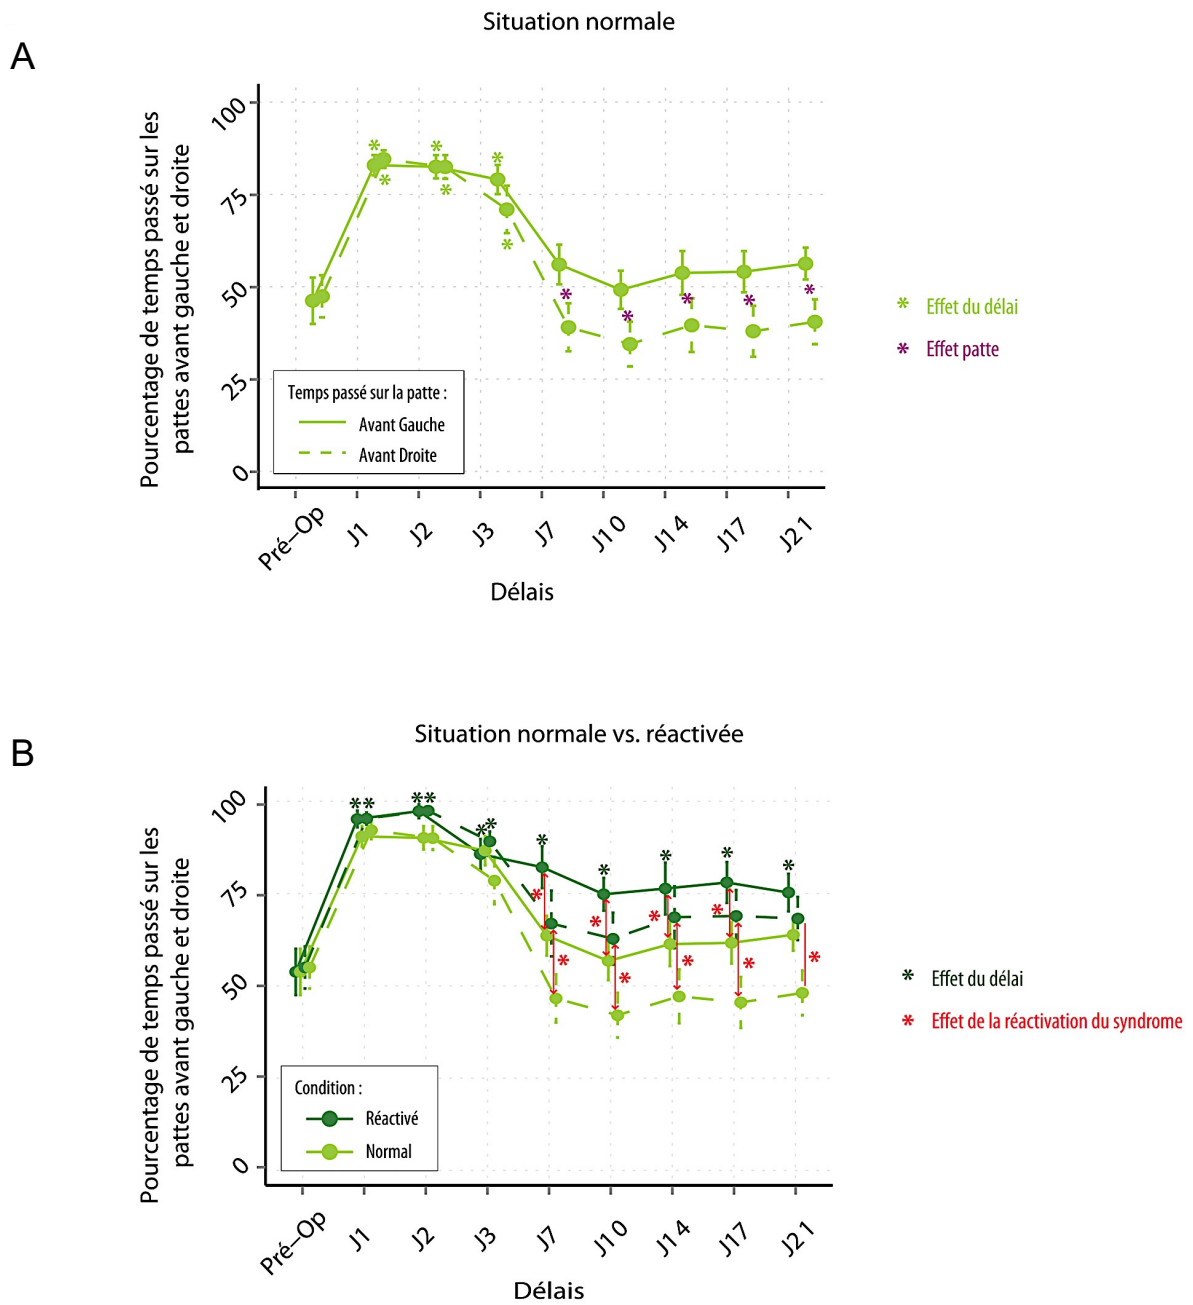 Situation normale
A
Pourcentage de temps passé sur les
pattes avant gauche et droite
100
75
50
25
0
Temps passé sur la patte :
Avant Gauche
Avant Droite
* Effet du délai
* Effet patte
Pré–Op
J1
J2
J3
J7
J10
J14
J17
J21
Délais
Situation normale vs. réactivée
B
Pourcentage de temps passé sur les
pattes avant gauche et droite
100
75
50
25
0
Condition :
Réactivé
Normal
* Effet du délai
* Effet de la réactivation du syndrome
Pré–Op
J1
J2
J3
J7
J10
J14
J17
J21
Délais